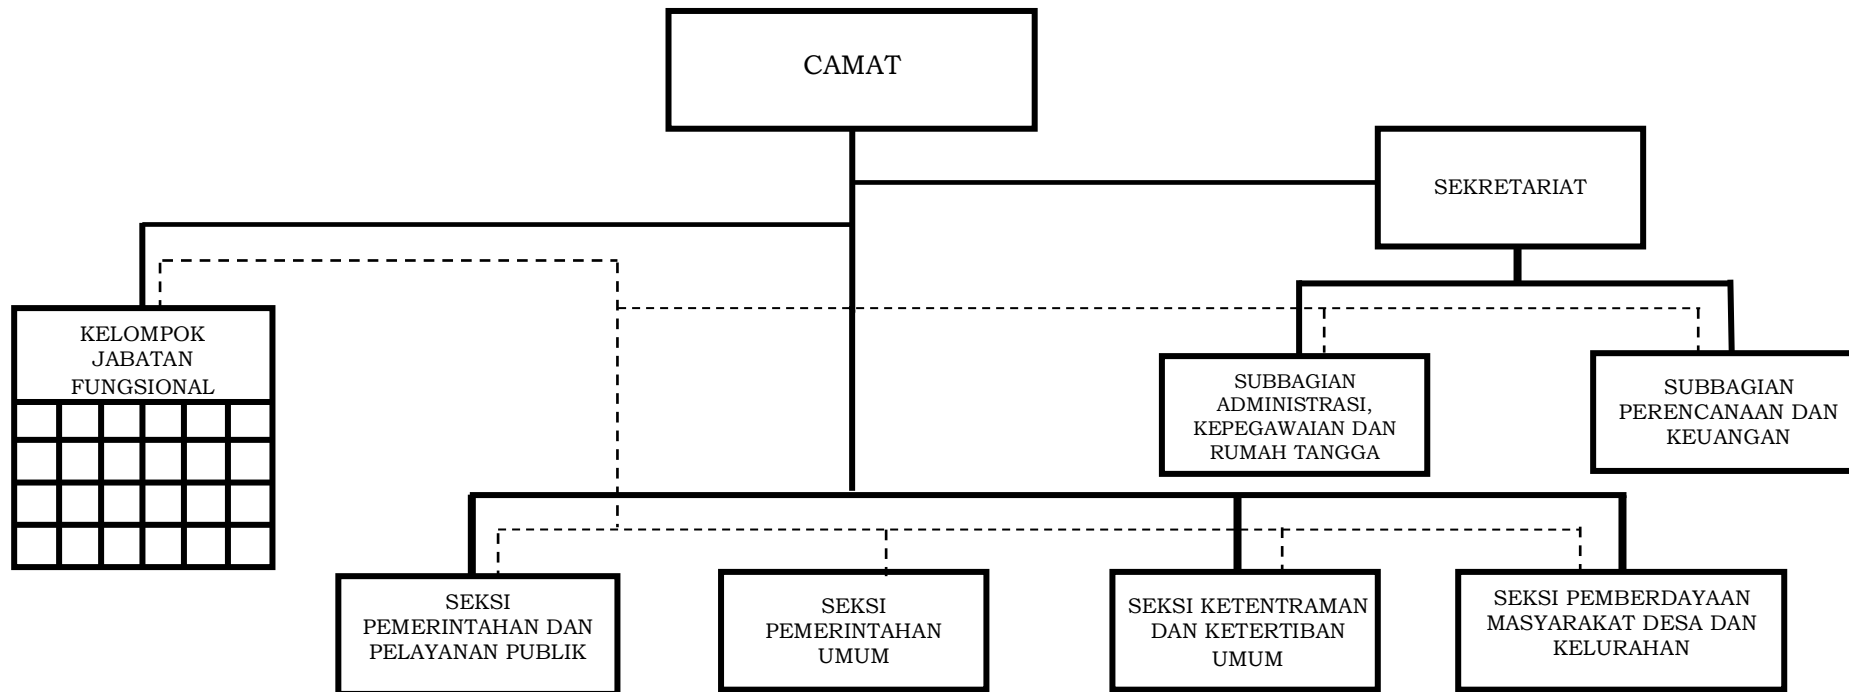 CAMAT
SEKRETARIAT
KELOMPOK
JABATAN
FUNGSIONAL
SUBBAGIAN
ADMINISTRASI,
KEPEGAWAIAN DAN
RUMAH TANGGA
SUBBAGIAN
PERENCANAAN DAN
KEUANGAN
SEKSI
PEMERINTAHAN DAN
PELAYANAN PUBLIK
SEKSI
PEMERINTAHAN
UMUM
SEKSI KETENTRAMAN
DAN KETERTIBAN
UMUM
SEKSI PEMBERDAYAAN
MASYARAKAT DESA DAN
KELURAHAN